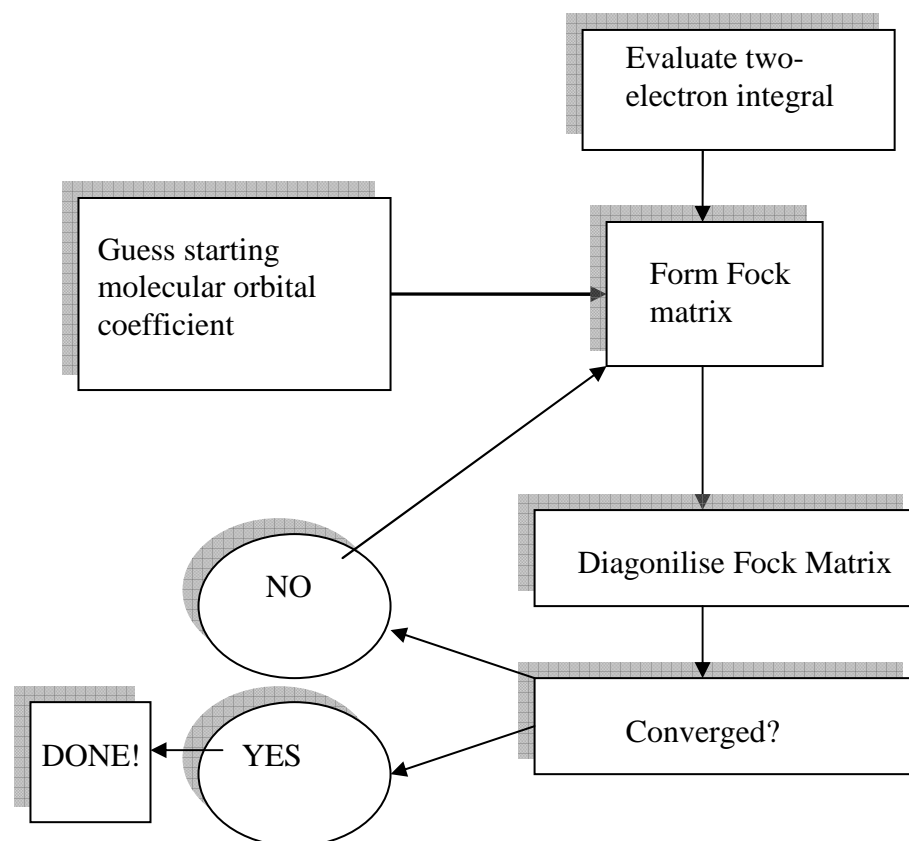 Evaluate two-
electron integral
Guess starting
molecular orbital
coefficient
Form Fock
matrix
Diagonilise Fock Matrix
NO
Converged?
YES
DONE!